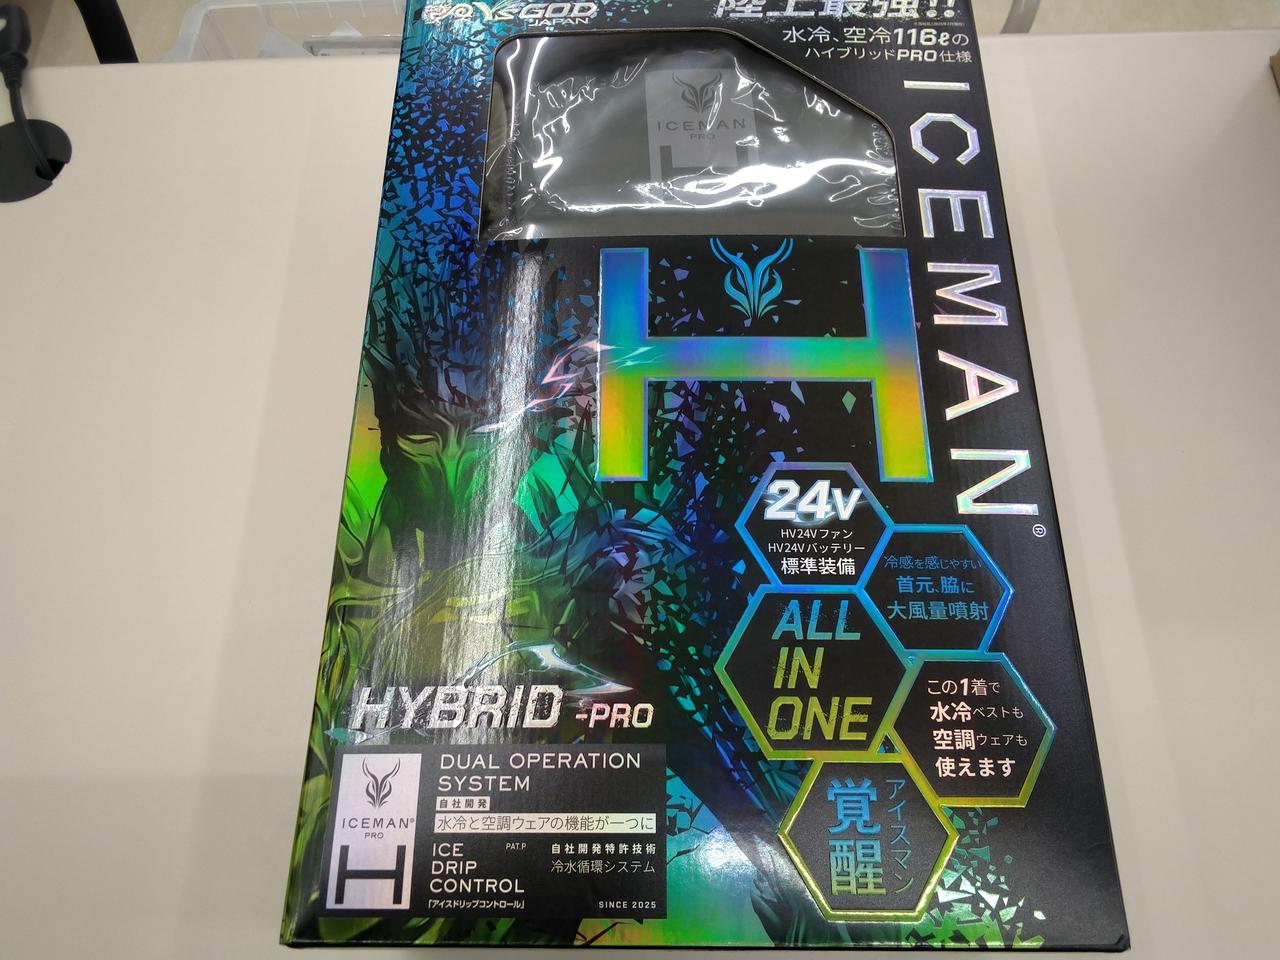 Y'sGOD
JAPAN
陸上最強!!
水冷、空冷116ℓの
ハイブリッドPRO仕様
ICEMAN
PRO
H
ICEMAN®
H
24V
HV24Vファン
HV24Vバッテリー
標準装備
冷感を感じやすい
首元、脇に
大風量噴射
ALL
IN
ONE
この1着で
水冷ベストも
空調ウェアも
使えます
アイスマン
覚醒
HYBRID -PRO
ICEMAN®
PRO
H
DUAL OPERATION
SYSTEM
自社開発
水冷と空調ウェアの機能が一つに
ICE
DRIP
CONTROL
PAT.P
自社開発特許技術
冷水循環システム
「アイスドリップコントロール」
SINCE 2025